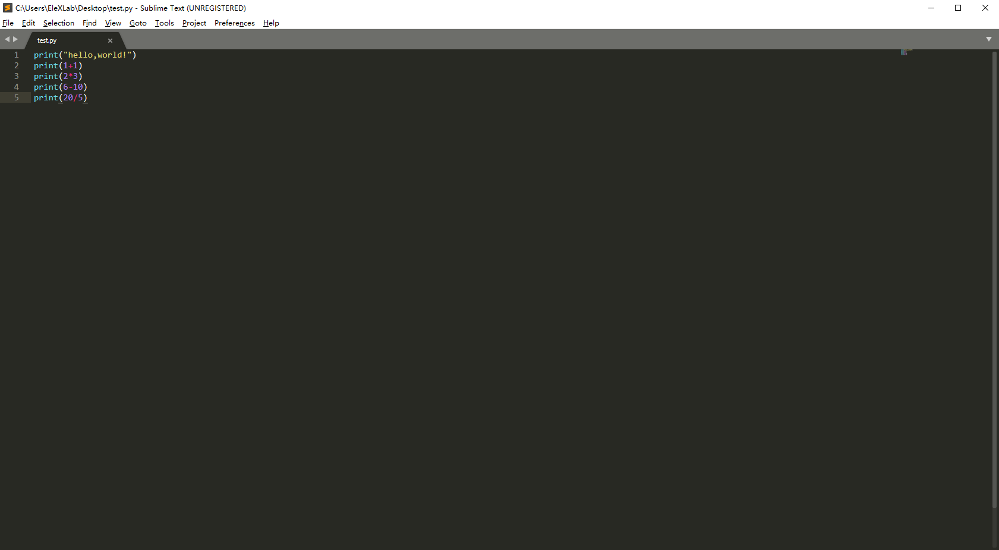 C:\Users\EleXLab\Desktop\test.py - Sublime Text (UNREGISTERED)
File Edit Selection Find View Goto Tools Project Preferences Help
test.py
1 print("hello,world!")
2 print(1+1)
3 print(2*3)
4 print(6-10)
5 print(20/5)